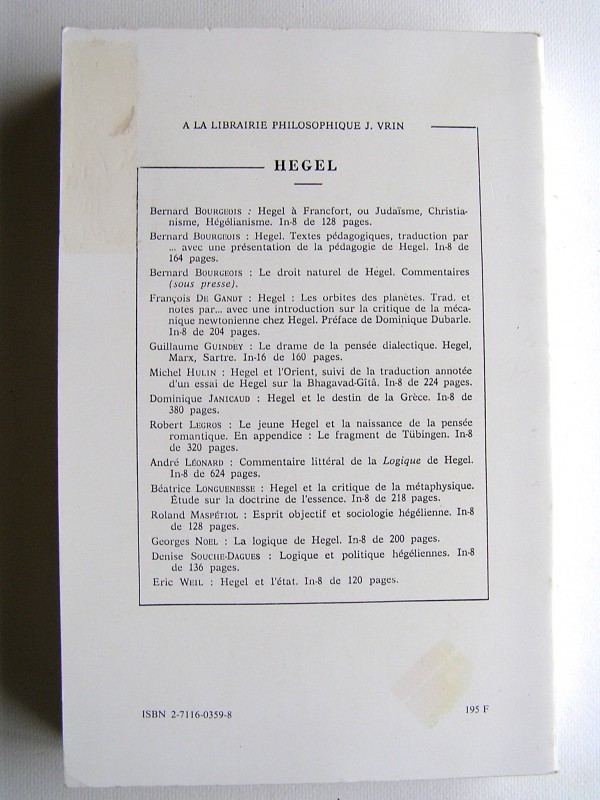 A LA LIBRAIRIE PHILOSOPHIQUE J. VRIN
HEGEL
Bernard BOURGEOIS : Hegel à Francfort, ou Judaïsme, Christia-
nisme, Hégélianisme. In-8 de 128 pages.
Bernard BOURGEOIS : Hegel. Textes pédagogiques, traduction par
... avec une présentation de la pédagogie de Hegel. In-8 de
164 pages.
Bernard BOURGEOIS : Le droit naturel de Hegel. Commentaires
(sous presse).
François DE GANDT : Hegel : Les orbites des planètes. Trad. et
notes par... avec une introduction sur la critique de la méca-
nique newtonienne chez Hegel. Préface de Dominique Dubarle.
In-8 de 204 pages.
Guillaume GUINDEY : Le drame de la pensée dialectique. Hegel,
Marx, Sartre. In-16 de 160 pages.
Michel HULIN : Hegel et l'Orient, suivi de la traduction annotée
d'un essai de Hegel sur la Bhagavad-Gîtâ. In-8 de 224 pages.
Dominique JANICAUD : Hegel et le destin de la Grèce. In-8 de
380 pages.
Robert LEGROS : Le jeune Hegel et la naissance de la pensée
romantique. En appendice : Le fragment de Tübingen. In-8
de 320 pages.
André LÉONARD : Commentaire littéral de la Logique de Hegel.
In-8 de 624 pages.
Béatrice LONGUENESSE : Hegel et la critique de la métaphysique.
Étude sur la doctrine de l'essence. In-8 de 218 pages.
Roland MASPÉTIOL : Esprit objectif et sociologie hégélienne. In-8
de 128 pages.
Georges NOEL : La logique de Hegel. In-8 de 200 pages.
Denise SOUCHE-DAGUES : Logique et politique hégéliennes. In-8
de 136 pages.
Eric WEIL : Hegel et l'état. In-8 de 120 pages.
ISBN 2-7116-0359-8
195 F